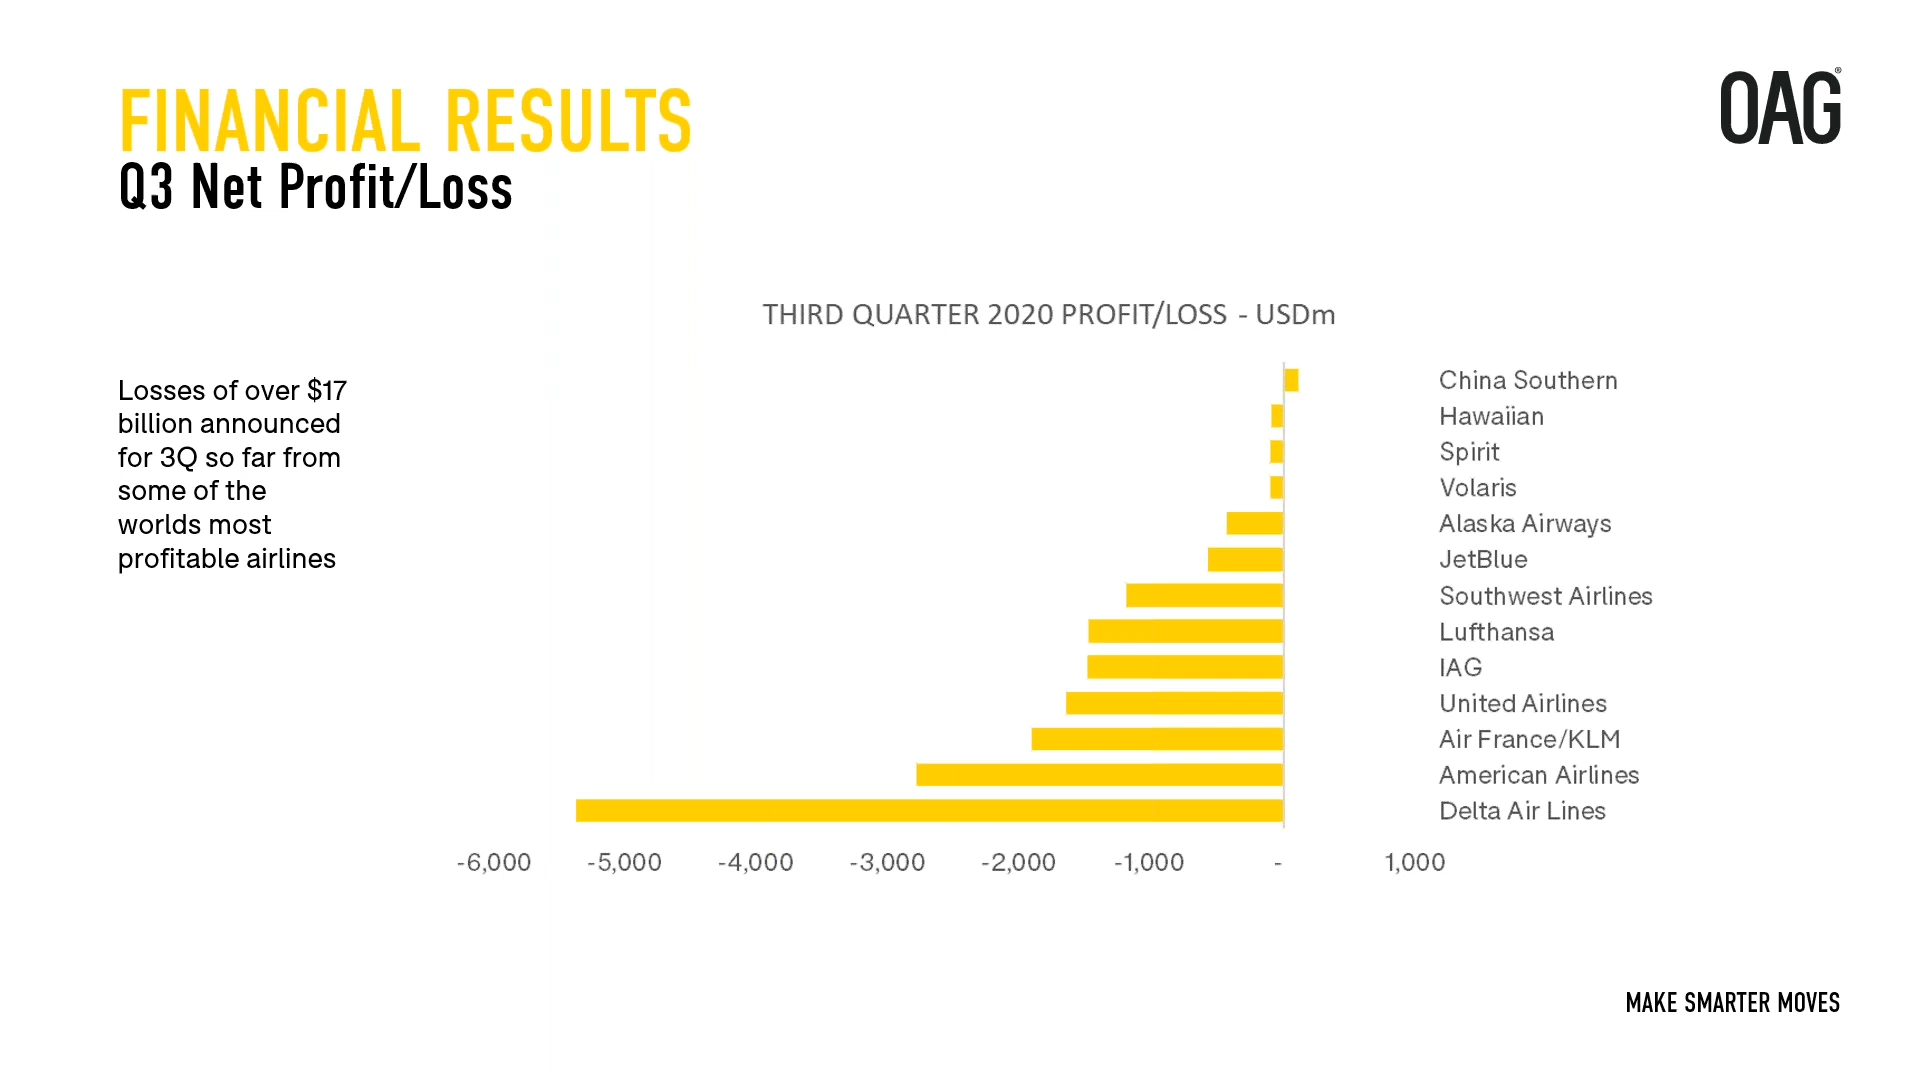 FINANCIAL RESULTS
Q3 Net Profit/Loss
OAG®
Losses of over $17
billion announced
for 3Q so far from
some of the
worlds most
profitable airlines
THIRD QUARTER 2020 PROFIT/LOSS - USDm
China Southern
Hawaiian
Spirit
Volaris
Alaska Airways
JetBlue
Southwest Airlines
Lufthansa
IAG
United Airlines
Air France/KLM
American Airlines
Delta Air Lines
-6,000 -5,000 -4,000 -3,000 -2,000 -1,000 - 1,000
MAKE SMARTER MOVES